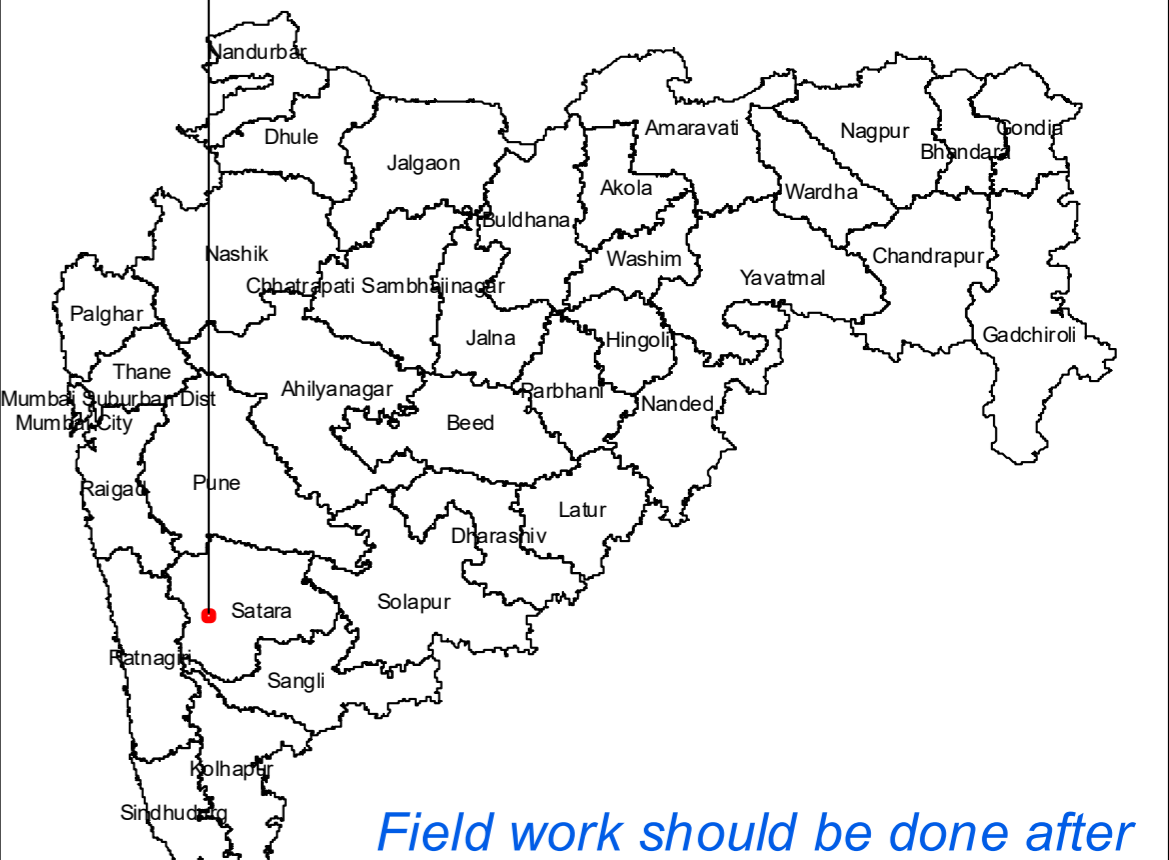 Nandurbar
Dhule
Jalgaon
Amaravati
Nagpur
Gondia
Bhandara
Akola
Wardha
Buldhana
Nashik
Washim
Chandrapur
Chhatrapati Sambhajinagar
Yavatmal
Palghar
Jalna
Hingoli
Gadchiroli
Thane
Ahilyanagar
Parbhani
Mumbai Suburban Dist
Nanded
Mumbai City
Beed
Pune
Raigad
Latur
Dharashiv
Solapur
Satara
Ratnagiri
Sangli
Kolhapur
Sindhudurg
Field work should be done after